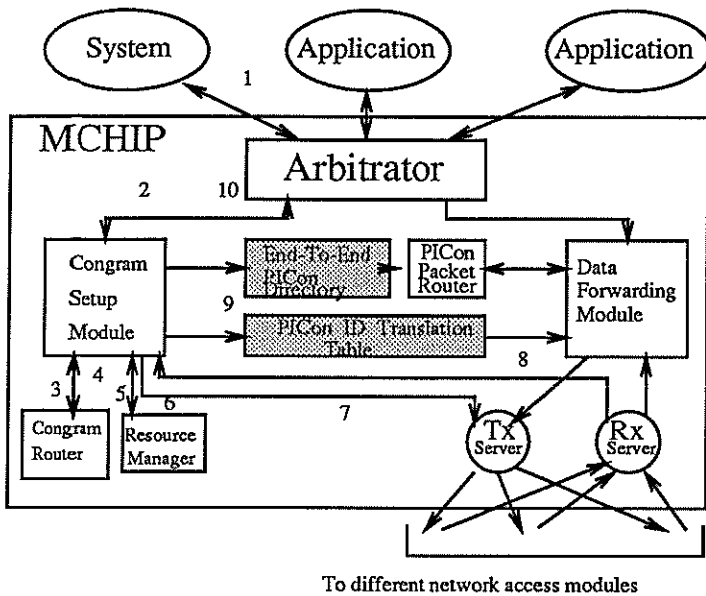 System
Application
Application
1
MCHIP
Arbitrator
2
10
Congram
Setup
Module
End-To-End
PICon
Directory
PICon
Packet
Router
Data
Forwarding
Module
9
PICon ID Translation
Table
8
3
4
5
6
7
Congram
Router
Resource
Manager
Tx
Server
Rx
Server
To different network access modules